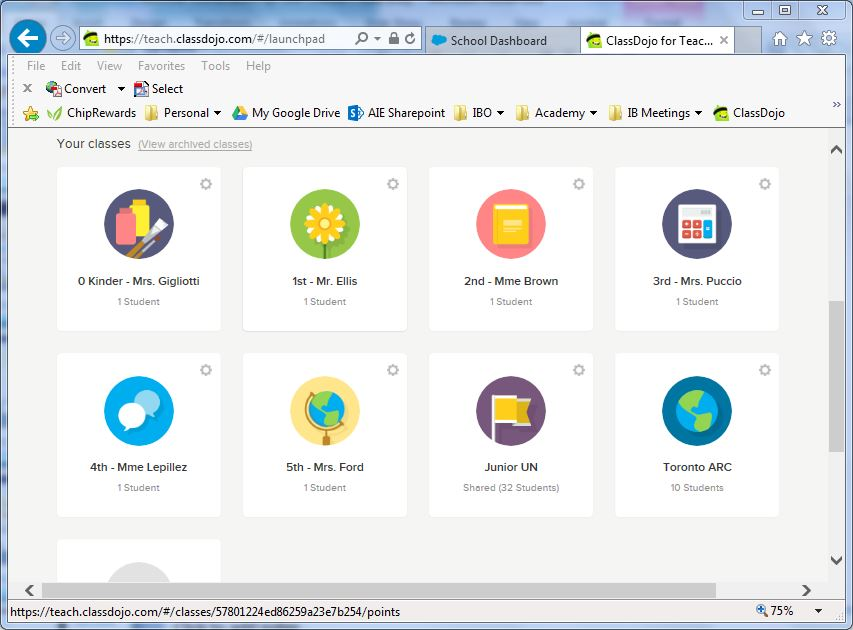 https://teach.classdojo.com/#/launchpad
School Dashboard
ClassDojo for Teac...
File Edit View Favorites Tools Help
Convert Select
ChipRewards Personal My Google Drive AIE Sharepoint IBO Academy IB Meetings ClassDojo
Your classes (View archived classes)
0 Kinder - Mrs. Gigliotti
1 Student
1st - Mr. Ellis
1 Student
2nd - Mme Brown
1 Student
3rd - Mrs. Puccio
1 Student
4th - Mme Lepillez
1 Student
5th - Mrs. Ford
1 Student
Junior UN
Shared (32 Students)
Toronto ARC
10 Students
https://teach.classdojo.com/#/classes/57801224ed86259a23e7b254/points
75%